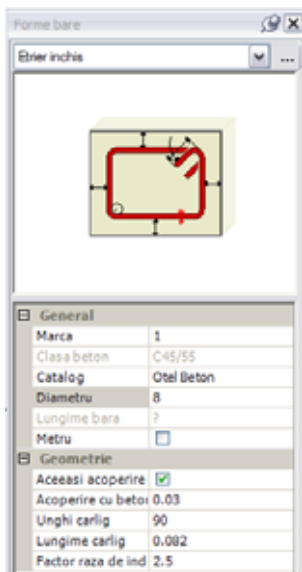 Forme bare
Etrier inchis
...
General
Marca 1
Clasa beton C45/55
Catalog Otel Beton
Diametru 8
Lungime bara ?
Metru
Geometrie
Aceeasi acoperire
Acoperire cu beto 0.03
Unghi carlig 90
Lungime carlig 0.082
Factor raza de ind 2.5